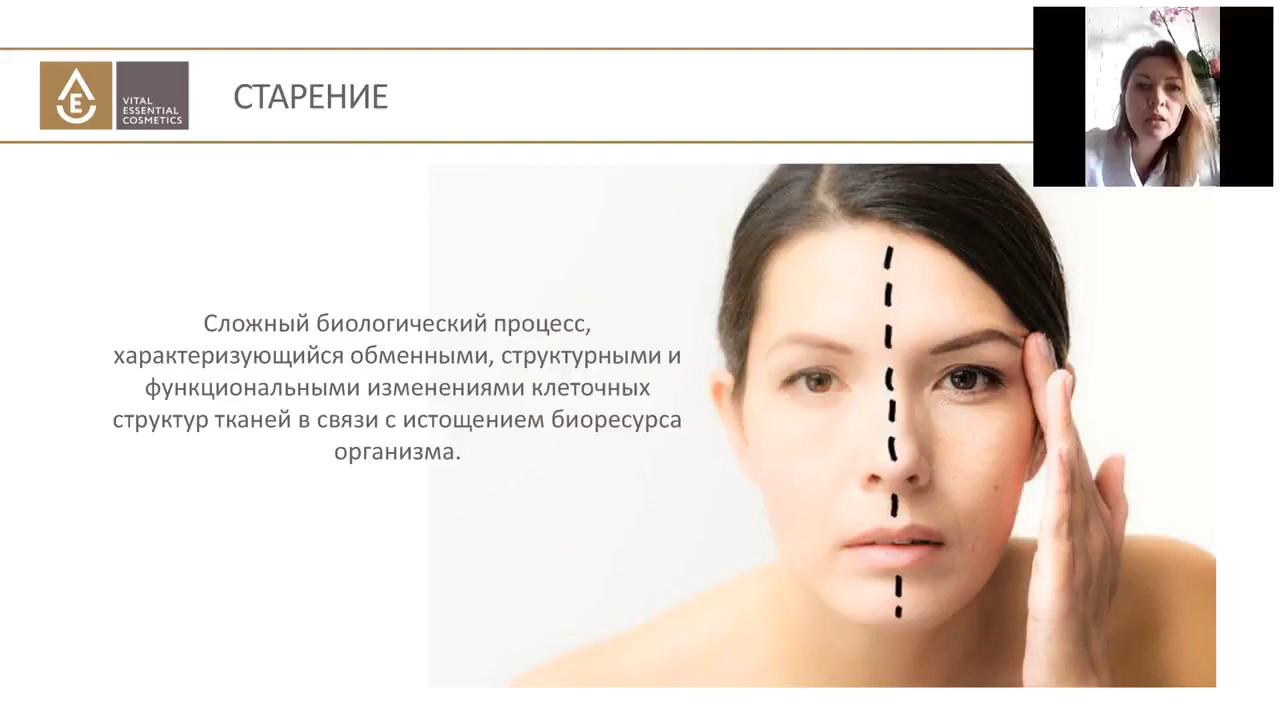 E
VITAL
ESSENTIAL
COSMETICS
СТАРЕНИЕ
Сложный биологический процесс,
характеризующийся обменными, структурными и
функциональными изменениями клеточных
структур тканей в связи с истощением биоресурса
организма.